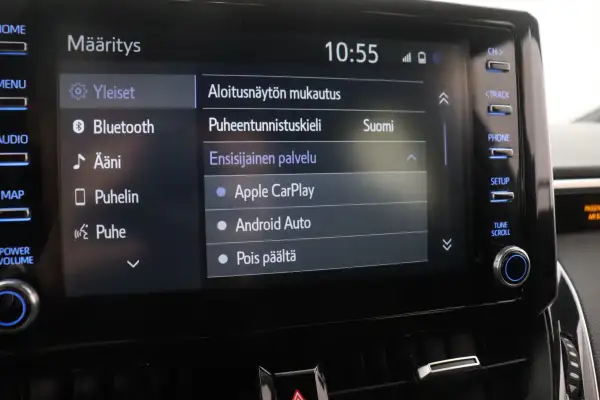 HOME
MENU
AUDIO
MAP
POWER
VOLUME
Määritys
10:55
Yleiset
Bluetooth
Ääni
Puhelin
Puhe
Aloitusnäytön mukautus
Puheentunnistuskieli Suomi
Ensisijainen palvelu
Apple CarPlay
Android Auto
Pois päältä
CH->
<TRACK
PHONE
SETUP
TUNE
SCROLL